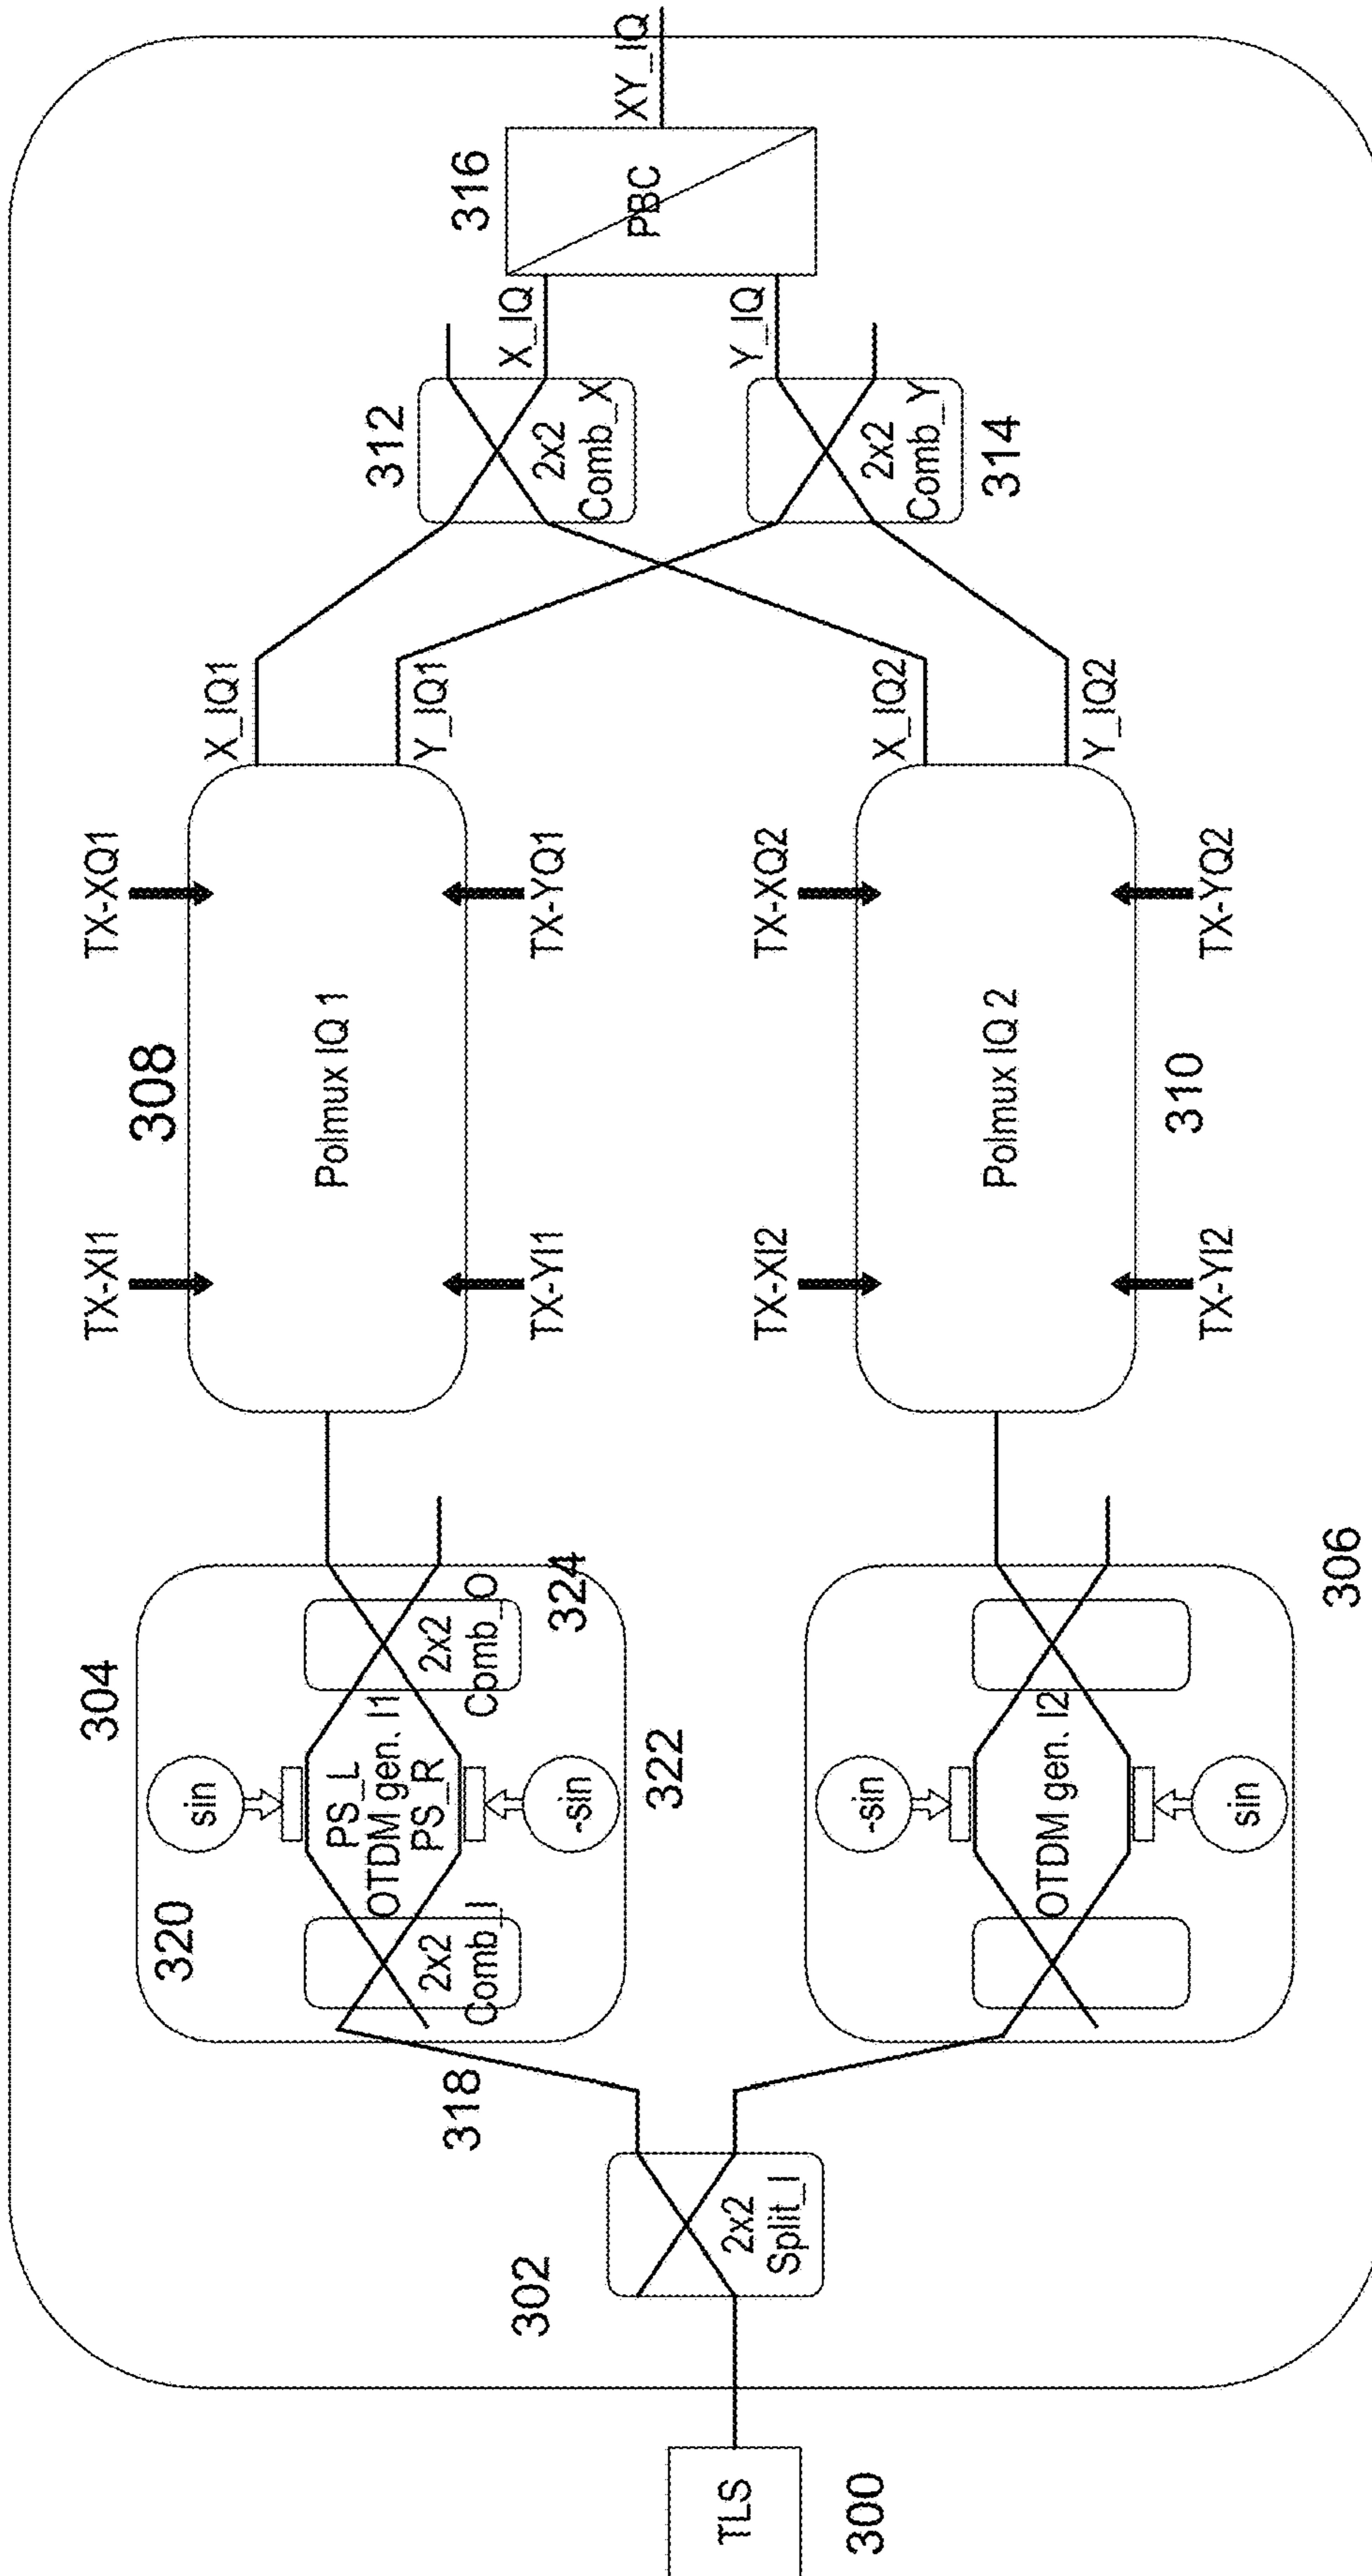 TLS
300
302
2x2
Split_I
318
320
304
sin
2x2
Comb_I
PS_L
OTDM gen. I1
PS_R
2x2
Comb_O
324
-sin
322
-sin
OTDM gen. I2
sin
306
TX-XI1
308
TX-XQ1
Polmux IQ 1
TX-YI1
TX-YQ1
X_IQ1
Y_IQ1
TX-XI2
TX-XQ2
Polmux IQ 2
310
TX-YI2
TX-YQ2
X_IQ2
Y_IQ2
312
2x2
Comb_X
2x2
Comb_Y
314
X_IQ
Y_IQ
316
PBC
XY_IQ